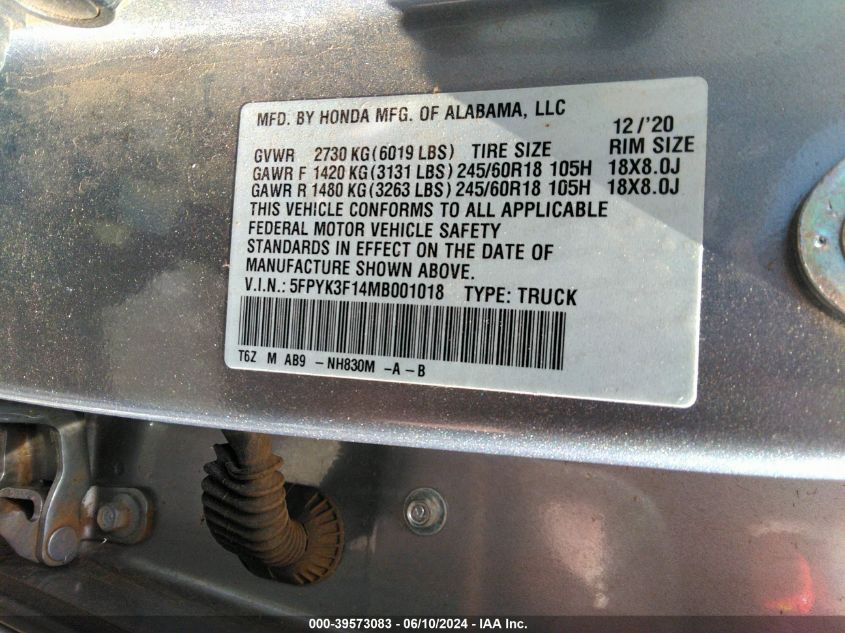 MFD. BY HONDA MFG. OF ALABAMA, LLC
12/'20
GVWR 2730 KG(6019 LBS) TIRE SIZE RIM SIZE
GAWR F 1420 KG(3131 LBS) 245/60R18 105H 18X8.0J
GAWR R 1480 KG(3263 LBS) 245/60R18 105H 18X8.0J
THIS VEHICLE CONFORMS TO ALL APPLICABLE
FEDERAL MOTOR VEHICLE SAFETY
STANDARDS IN EFFECT ON THE DATE OF
MANUFACTURE SHOWN ABOVE.
V.I.N.: 5FPYK3F14MB001018 TYPE: TRUCK
T6Z M AB9 -NH830M -A-B
000-39573083 - 06/10/2024 - IAA Inc.